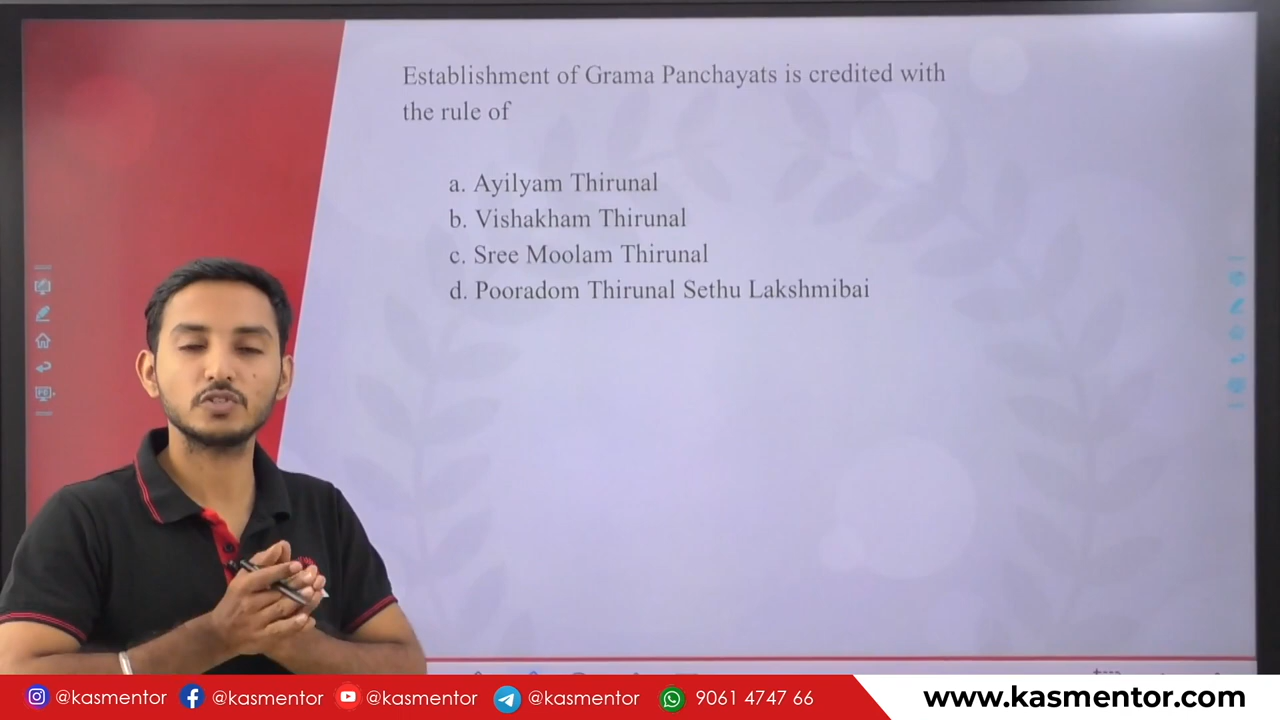 Establishment of Grama Panchayats is credited with
the rule of
a. Ayilyam Thirunal
b. Vishakham Thirunal
c. Sree Moolam Thirunal
d. Pooradom Thirunal Sethu Lakshmibai
@kasmentor @kasmentor @kasmentor @kasmentor 9061 4747 66 www.kasmentor.com